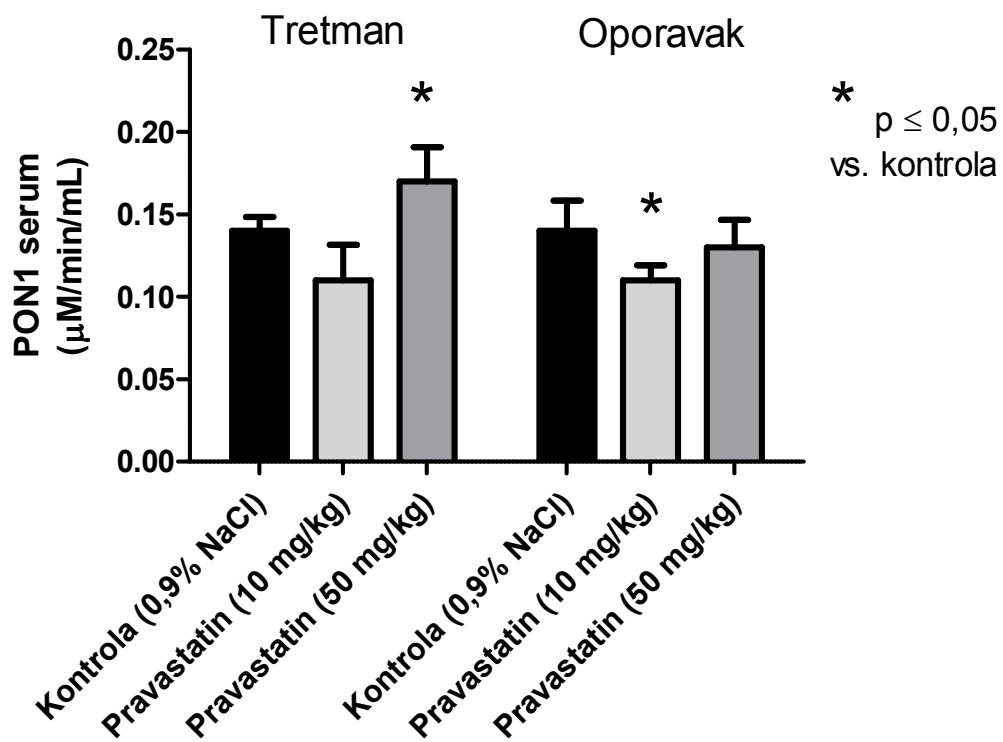 Tretman
Oporavak
*
p ≤ 0,05
vs. kontrola
PON1 serum
(μM/min/mL)
0.25
0.20
0.15
0.10
0.05
0.00
*
*
Kontrola (0,9% NaCl)
Pravastatin (10 mg/kg)
Pravastatin (50 mg/kg)
Kontrola (0,9% NaCl)
Pravastatin (10 mg/kg)
Pravastatin (50 mg/kg)